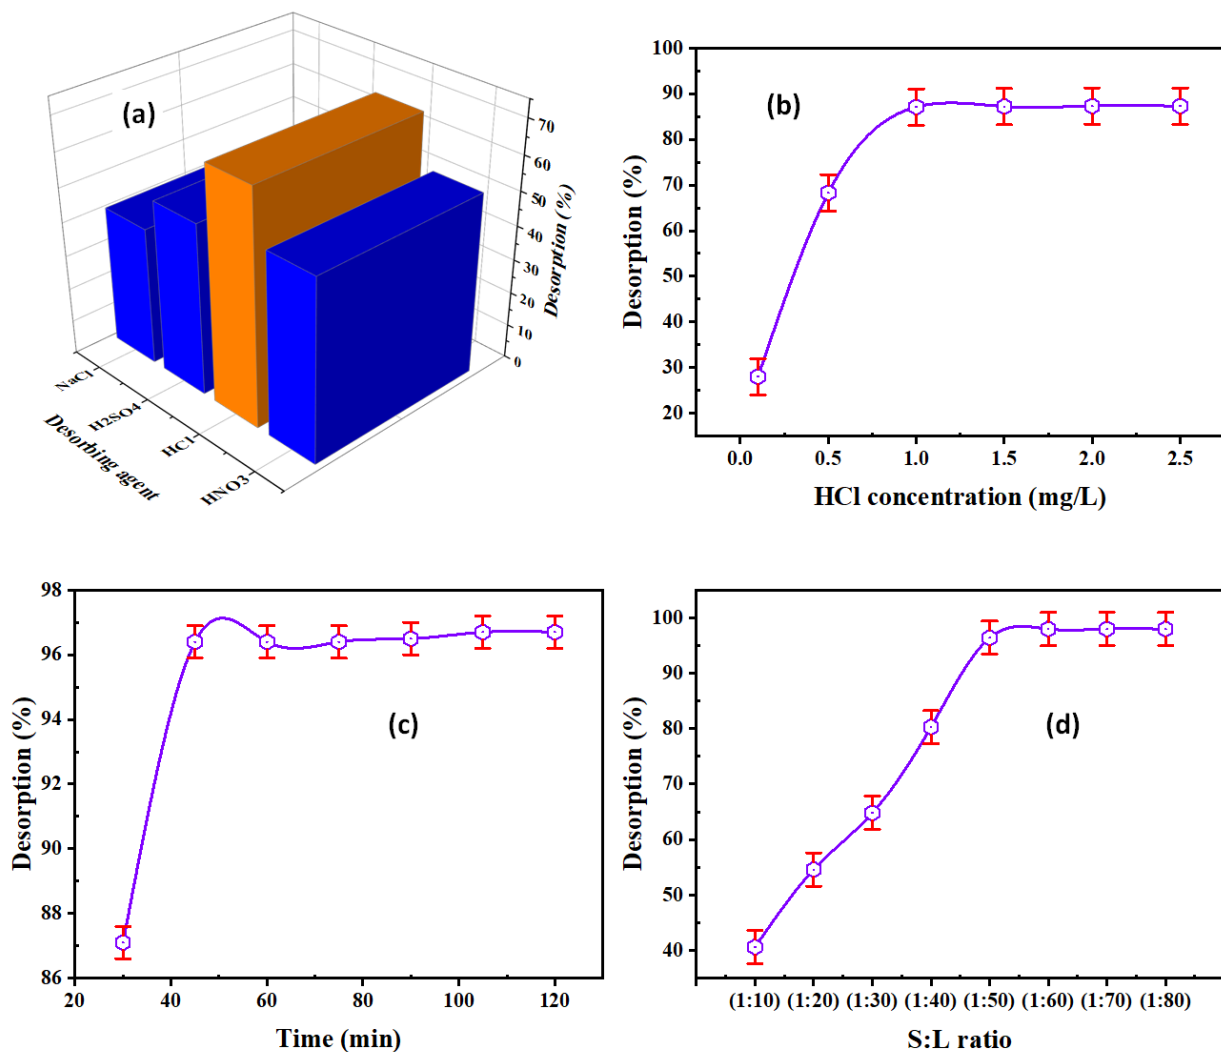 (a)
70
60
50
40
30
20
10
0
Desorption (%)
NaCl
H2SO4
HCl
HNO3
Desorbing agent
(b)
100
90
80
70
60
50
40
30
20
Desorption (%)
0.0 0.5 1.0 1.5 2.0 2.5
HCl concentration (mg/L)
(c)
98
96
94
92
90
88
86
Desorption (%)
20 40 60 80 100 120
Time (min)
(d)
100
90
80
70
60
50
40
Desorption (%)
(1:10) (1:20) (1:30) (1:40) (1:50) (1:60) (1:70) (1:80)
S:L ratio